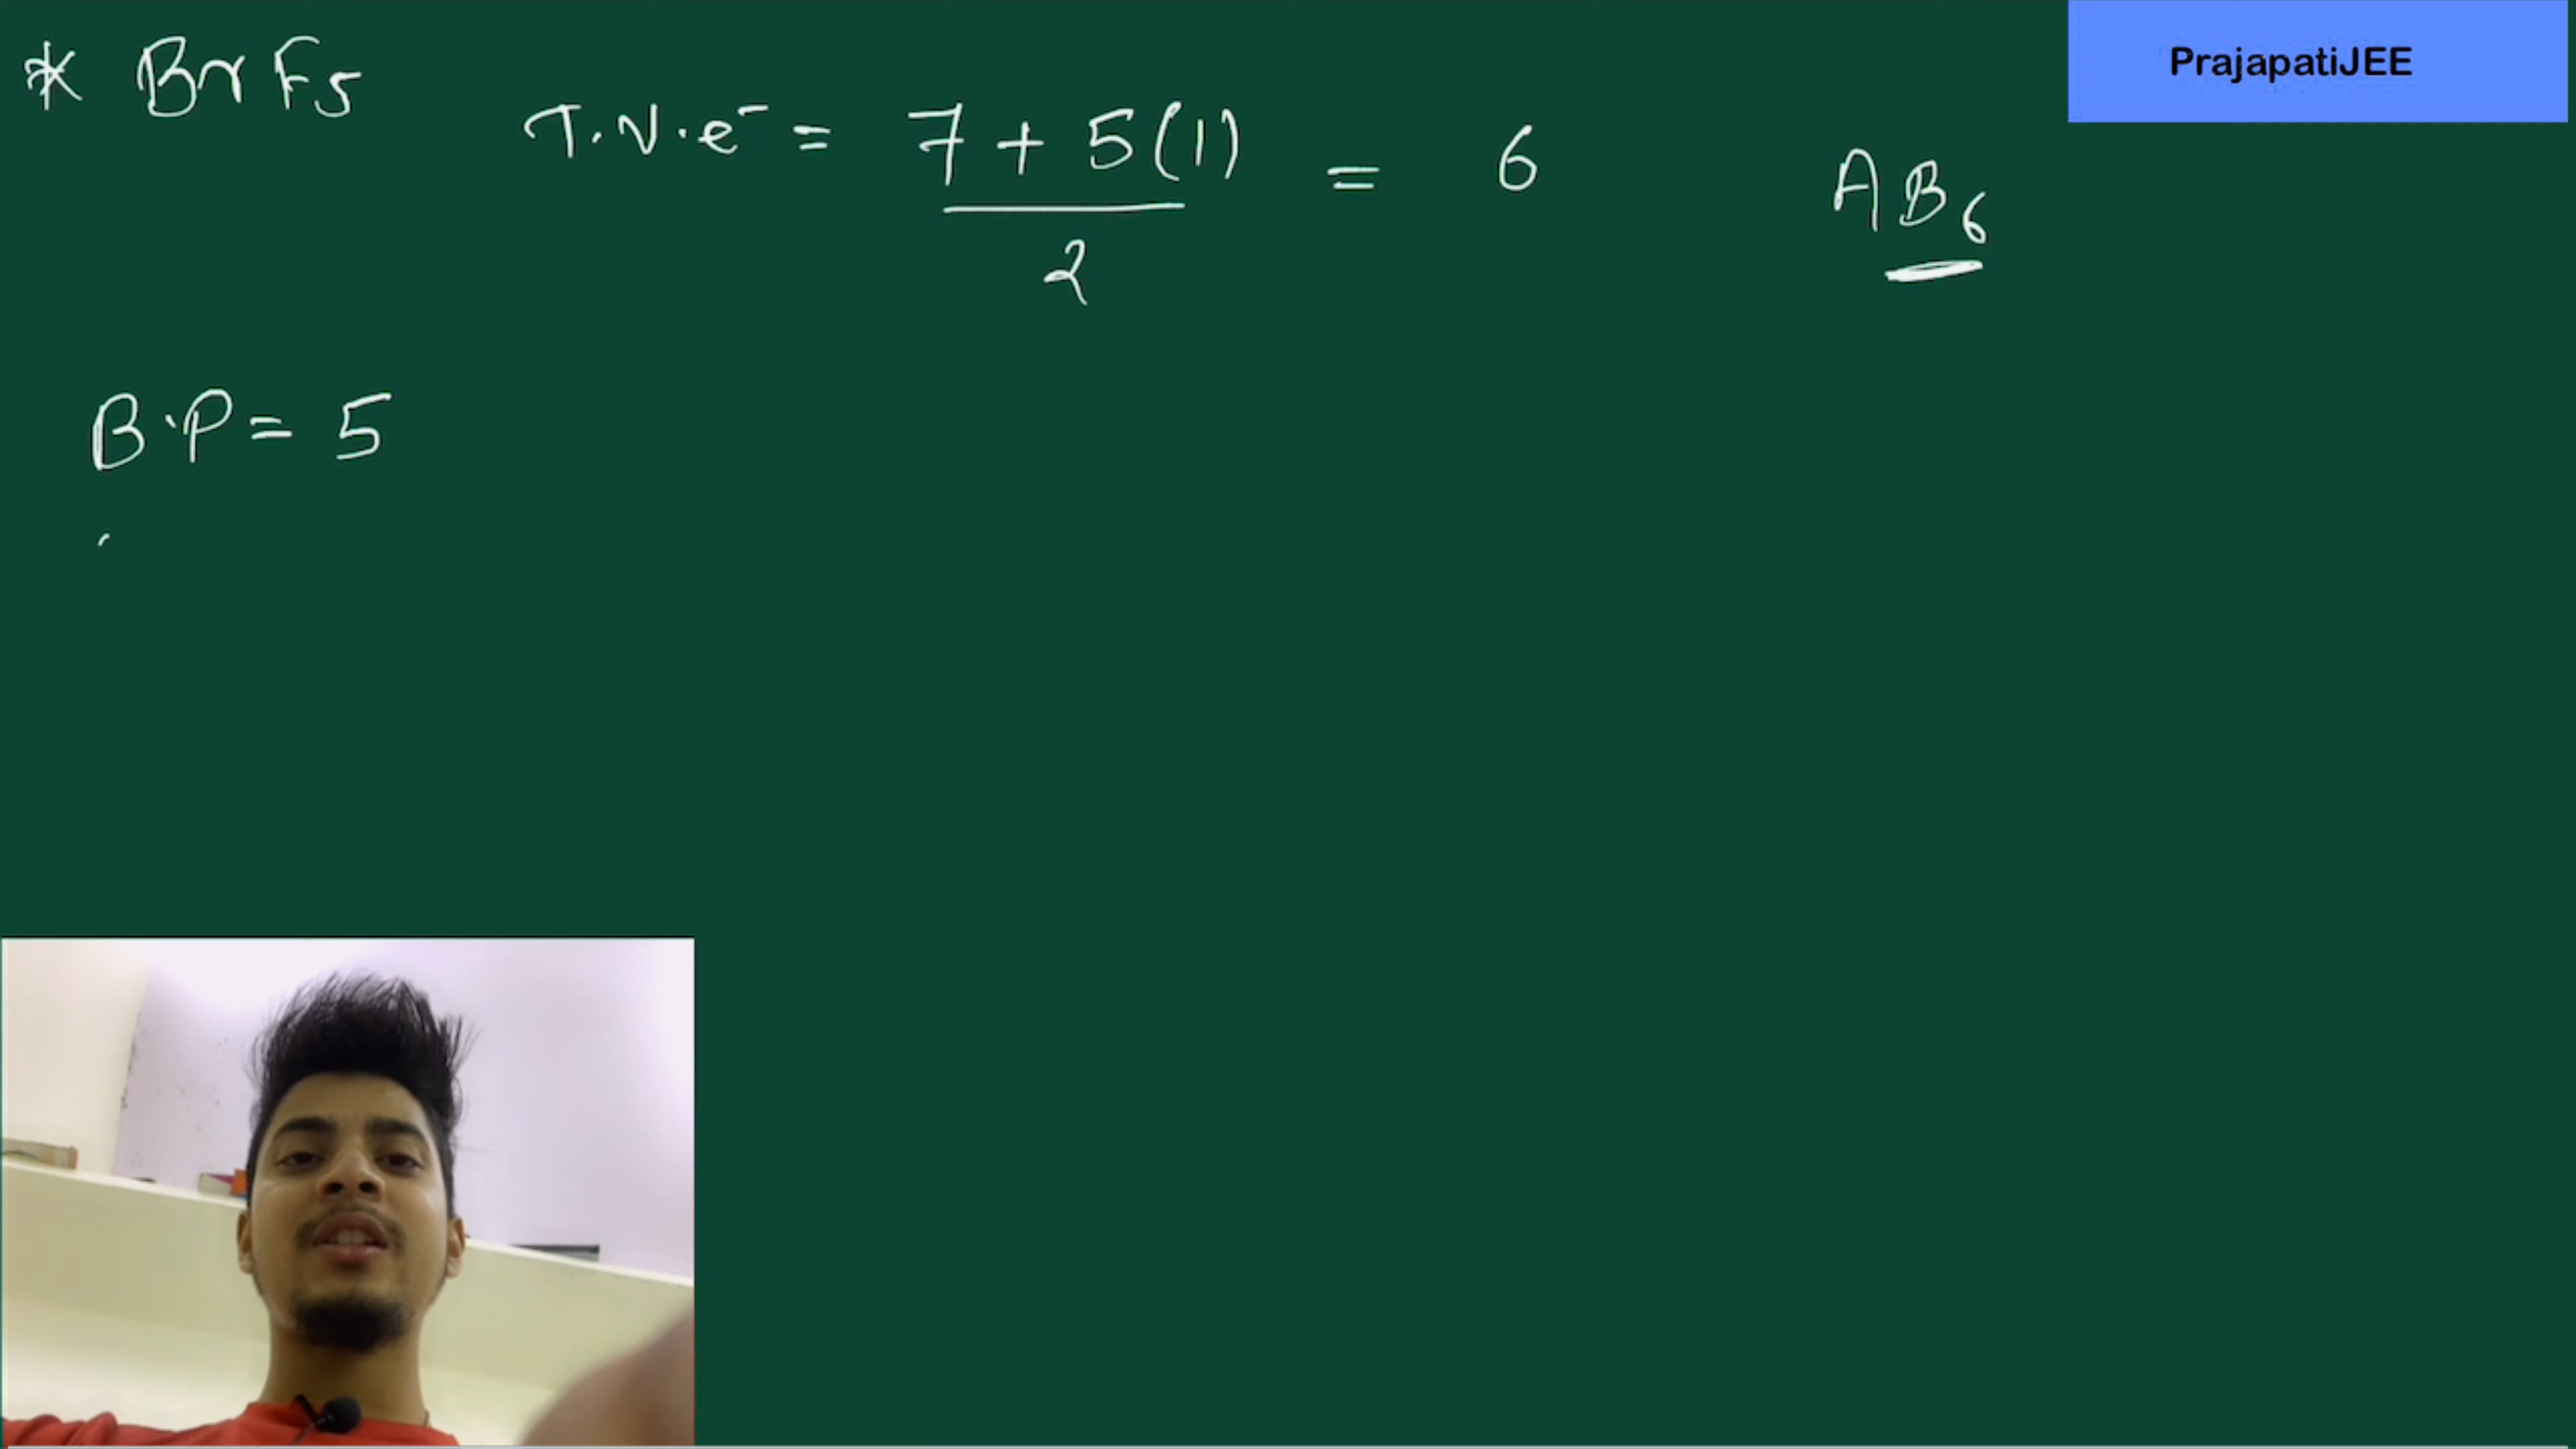 * BrF5
PrajapatiJEE
T.V.e⁻ = 7 + 5(1) / 2 = 6
AB6
B.P = 5